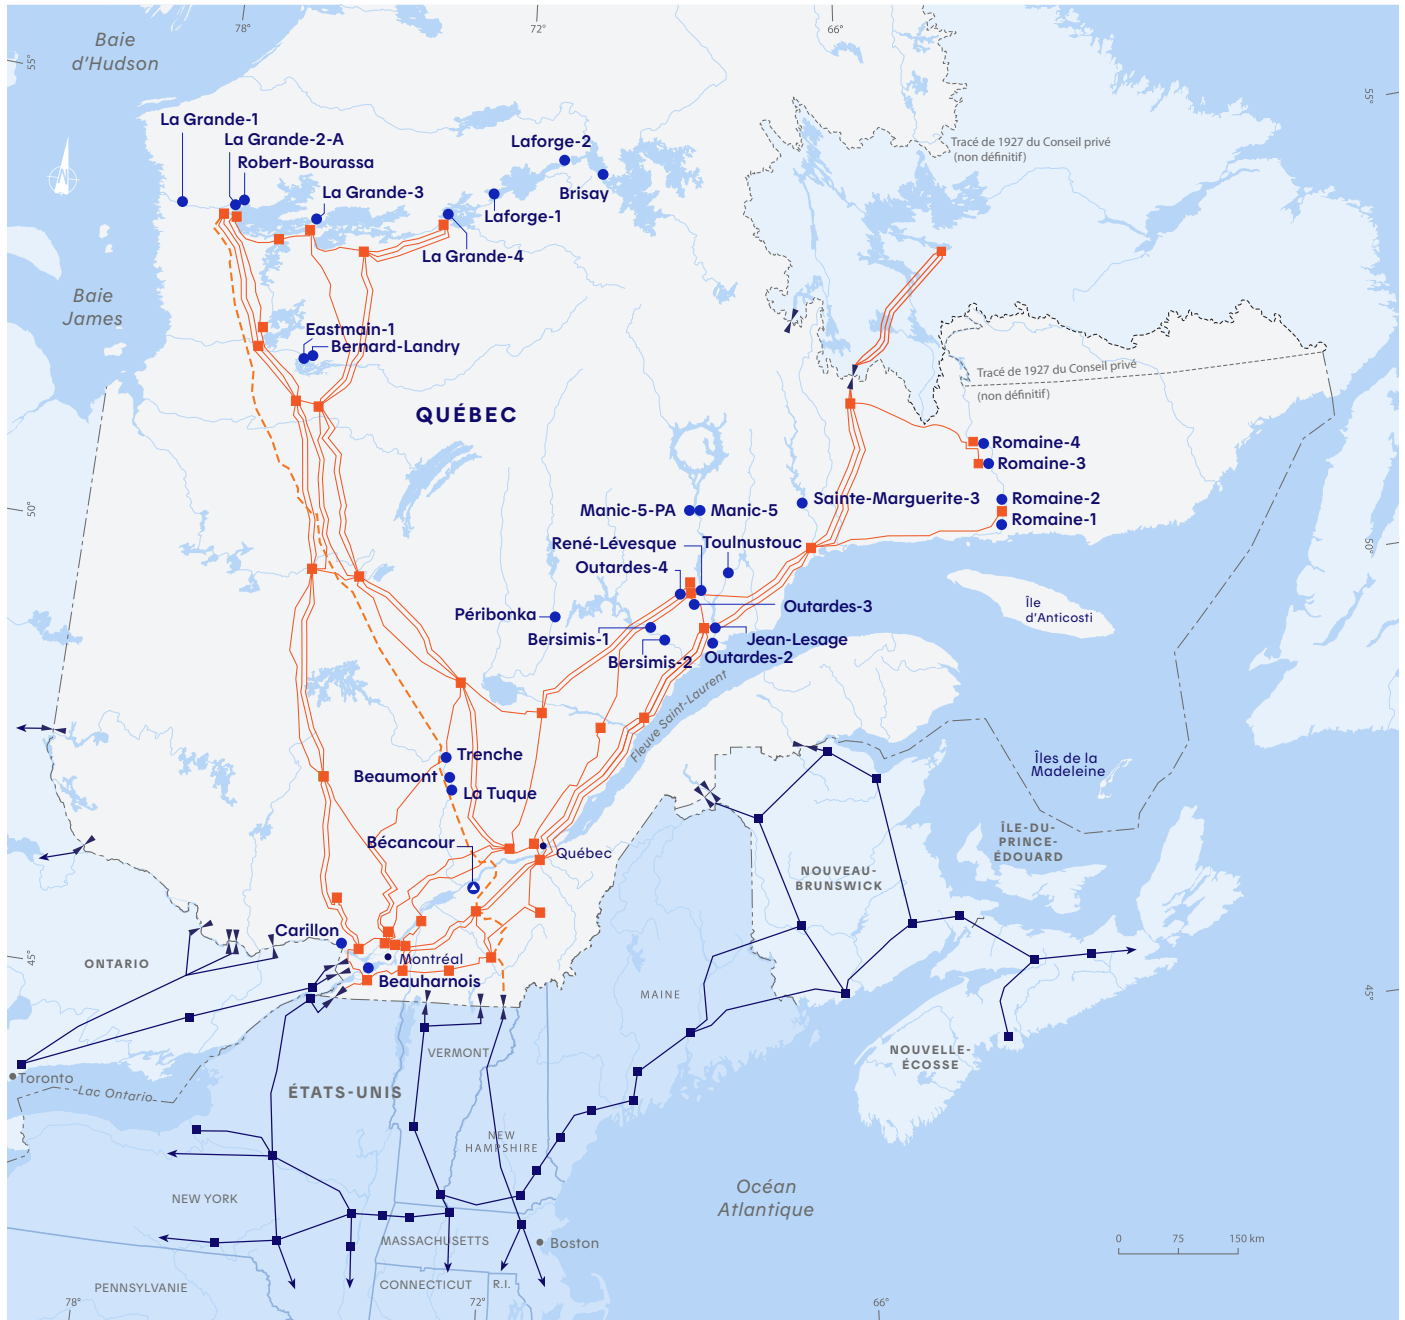 78°
72°
66°
Baie
d'Hudson
55°
55°
La Grande-1
La Grande-2-A
Robert-Bourassa
La Grande-3
Laforge-2
Brisay
Laforge-1
La Grande-4
Tracé de 1927 du Conseil privé
(non définitif)
Baie
James
Eastmain-1
Bernard-Landry
QUÉBEC
Tracé de 1927 du Conseil privé
(non définitif)
Romaine-4
Romaine-3
Romaine-2
Romaine-1
50°
50°
Sainte-Marguerite-3
Manic-5-PA
Manic-5
René-Lévesque
Toulnustouc
Outardes-4
Outardes-3
Péribonka
Bersimis-1
Jean-Lesage
Bersimis-2
Outardes-2
Île
d'Anticosti
Fleuve Saint-Laurent
Trenche
Beaumont
La Tuque
Îles de la
Madeleine
Bécancour
Québec
ÎLE-DU-
PRINCE-
ÉDOUARD
NOUVEAU-
BRUNSWICK
Carillon
Montréal
Beauharnois
45°
45°
ONTARIO
MAINE
VERMONT
NOUVELLE-
ÉCOSSE
Toronto
Lac Ontario
ÉTATS-UNIS
NEW
HAMPSHIRE
NEW YORK
Océan
Atlantique
MASSACHUSETTS
Boston
0 75 150 km
PENNSYLVANIE
CONNECTICUT
R.I.
78°
72°
66°